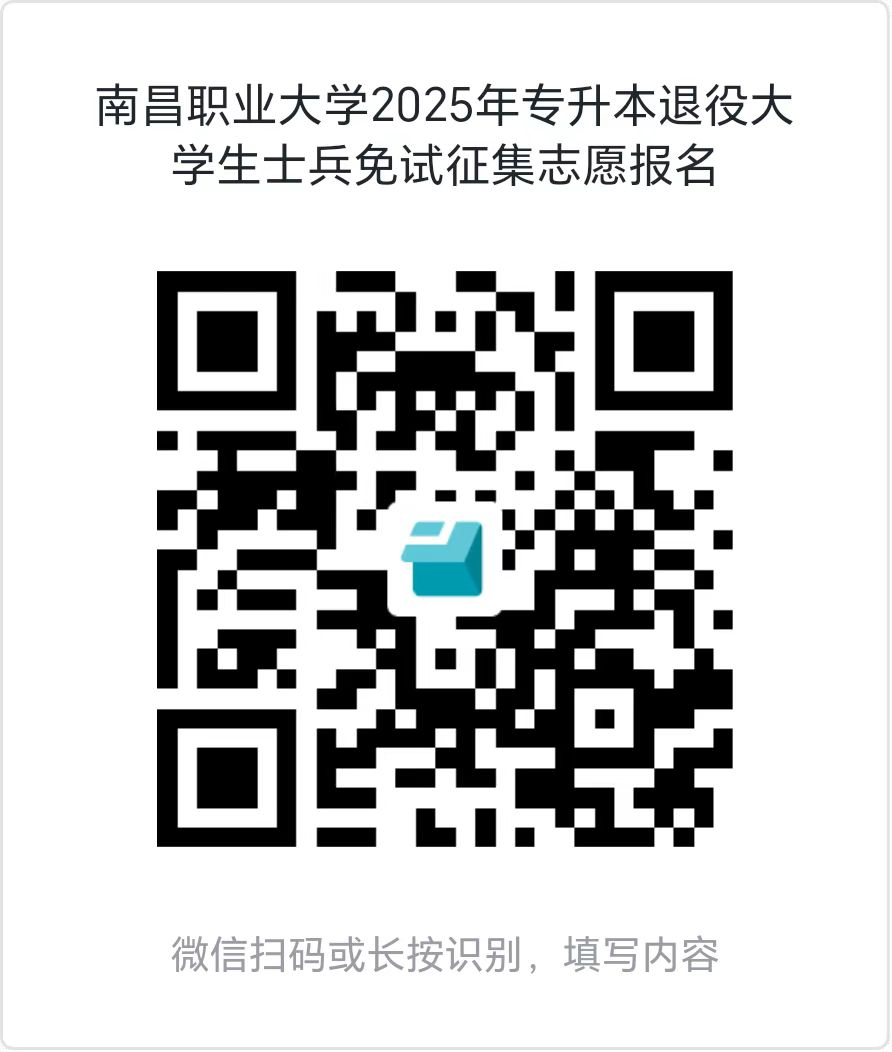 南昌职业大学2025年专升本退役大
学生士兵免试征集志愿报名
微信扫码或长按识别，填写内容